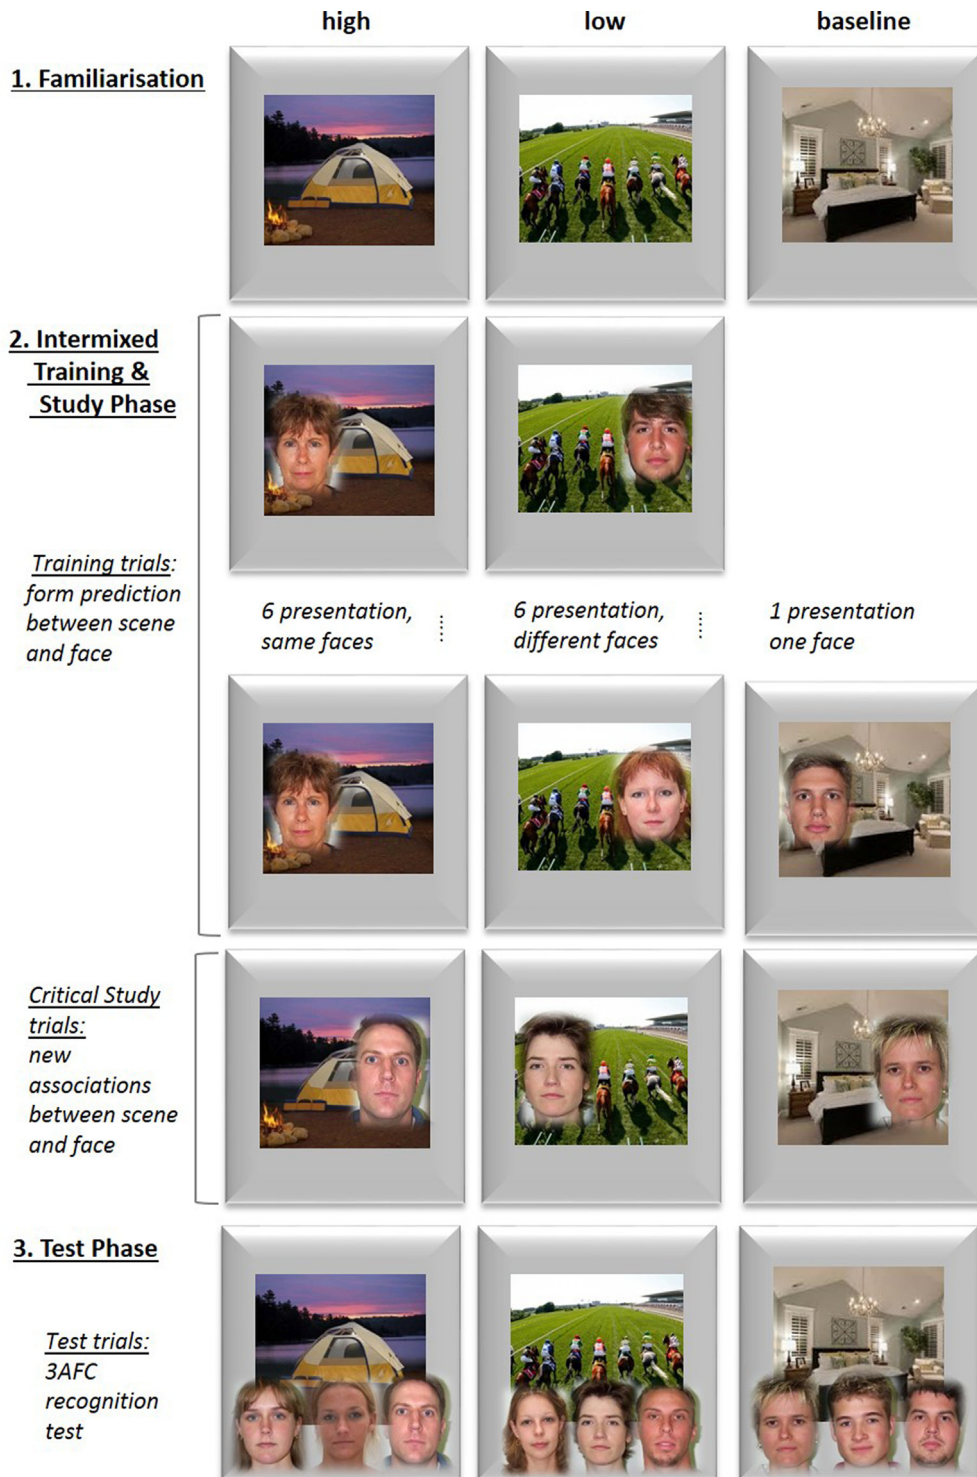 high low baseline
1. Familiarisation
2. Intermixed
Training &
Study Phase
Training trials:
form prediction
between scene
and face
6 presentation,
same faces
6 presentation,
different faces
1 presentation
one face
Critical Study
trials:
new
associations
between scene
and face
3. Test Phase
Test trials:
3AFC
recognition
test